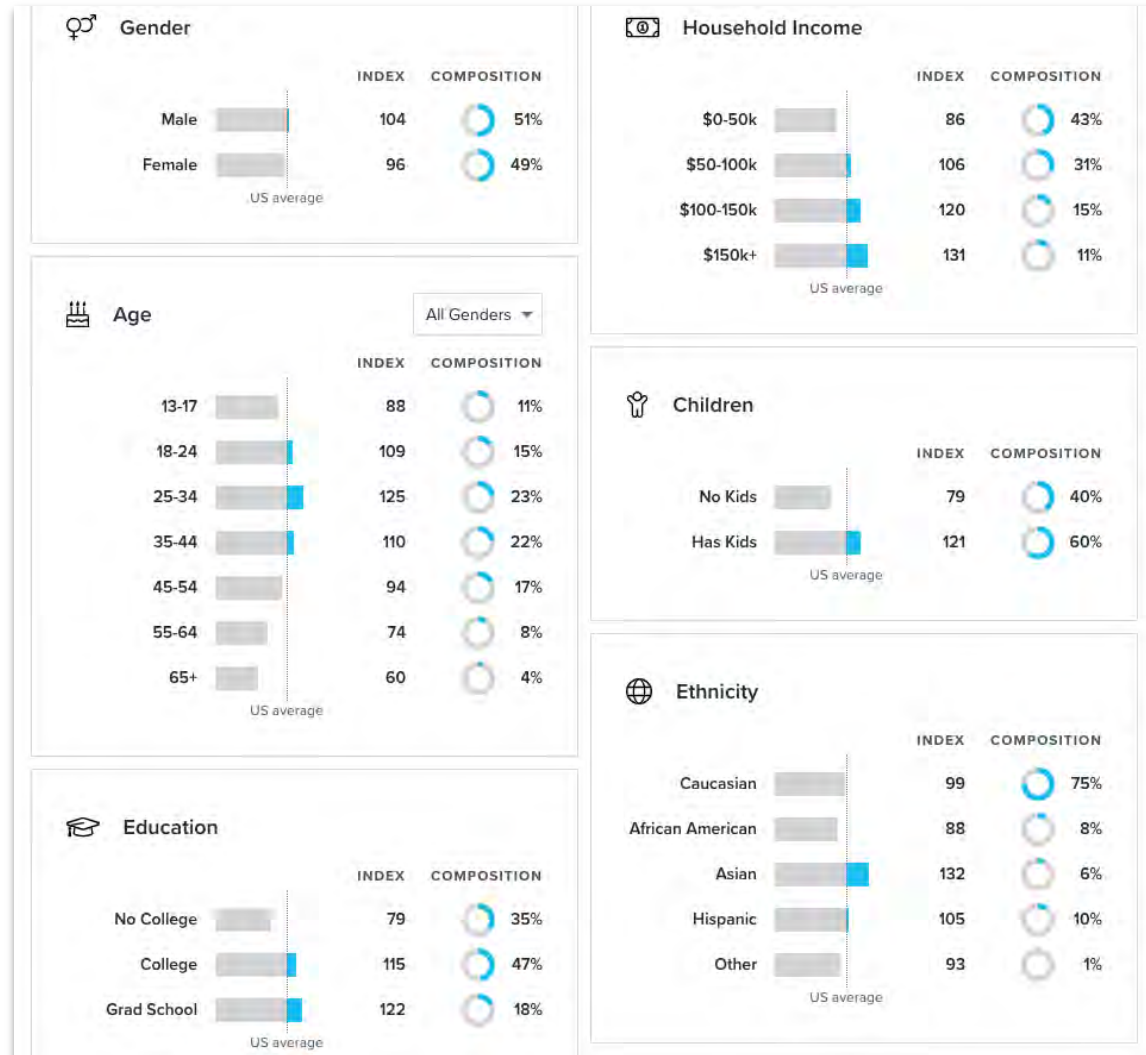 Gender
INDEX COMPOSITION
Male 104 51%
Female 96 49%
US average
Age
All Genders
INDEX COMPOSITION
13-17 88 11%
18-24 109 15%
25-34 125 23%
35-44 110 22%
45-54 94 17%
55-64 74 8%
65+ 60 4%
US average
Education
INDEX COMPOSITION
No College 79 35%
College 115 47%
Grad School 122 18%
US average
Household Income
INDEX COMPOSITION
$0-50k 86 43%
$50-100k 106 31%
$100-150k 120 15%
$150k+ 131 11%
US average
Children
INDEX COMPOSITION
No Kids 79 40%
Has Kids 121 60%
US average
Ethnicity
INDEX COMPOSITION
Caucasian 99 75%
African American 88 8%
Asian 132 6%
Hispanic 105 10%
Other 93 1%
US average